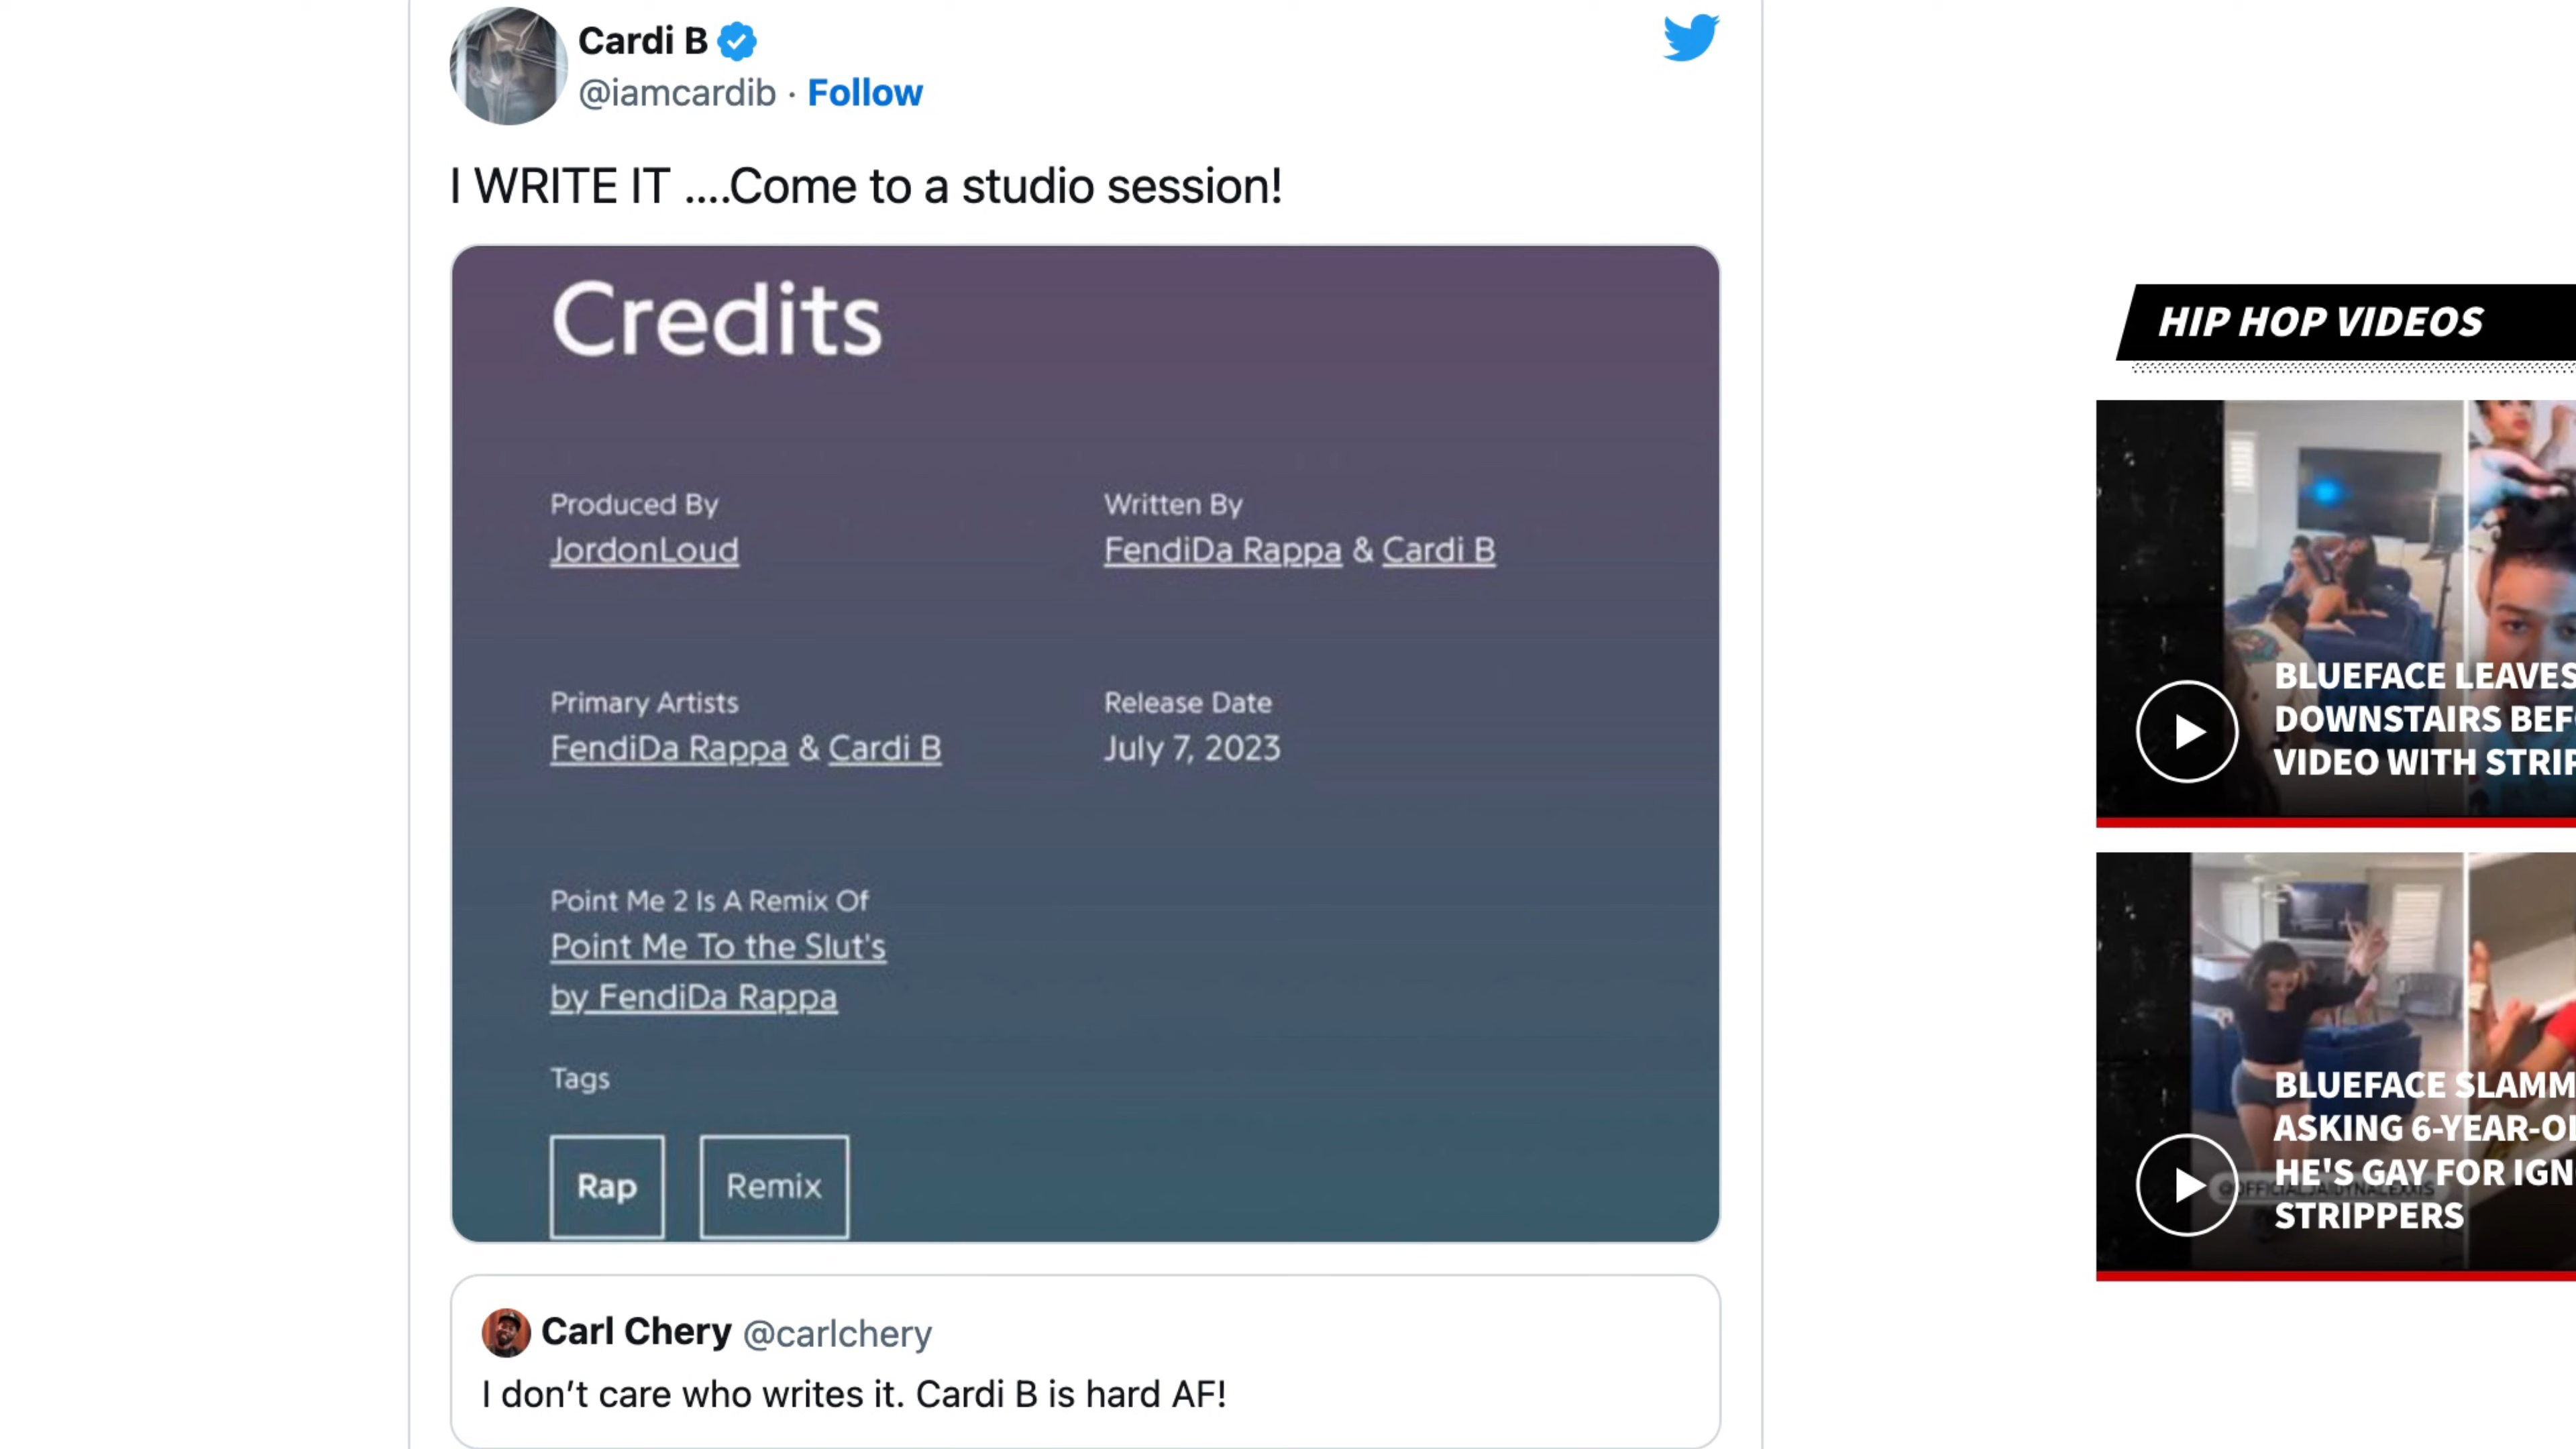 Cardi B
@iamcardib · Follow
I WRITE IT ....Come to a studio session!
Credits
Produced By
JordonLoud
Written By
FendiDa Rappa & Cardi B
Primary Artists
FendiDa Rappa & Cardi B
Release Date
July 7, 2023
Point Me 2 Is A Remix Of
Point Me To the Slut's
by FendiDa Rappa
Tags
Rap
Remix
Carl Chery @carlchery
I don't care who writes it. Cardi B is hard AF!
HIP HOP VIDEOS
BLUEFACE LEAVES
DOWNSTAIRS BEF
VIDEO WITH STRIP
BLUEFACE SLAMM
ASKING 6-YEAR-OL
HE'S GAY FOR IGN
STRIPPERS